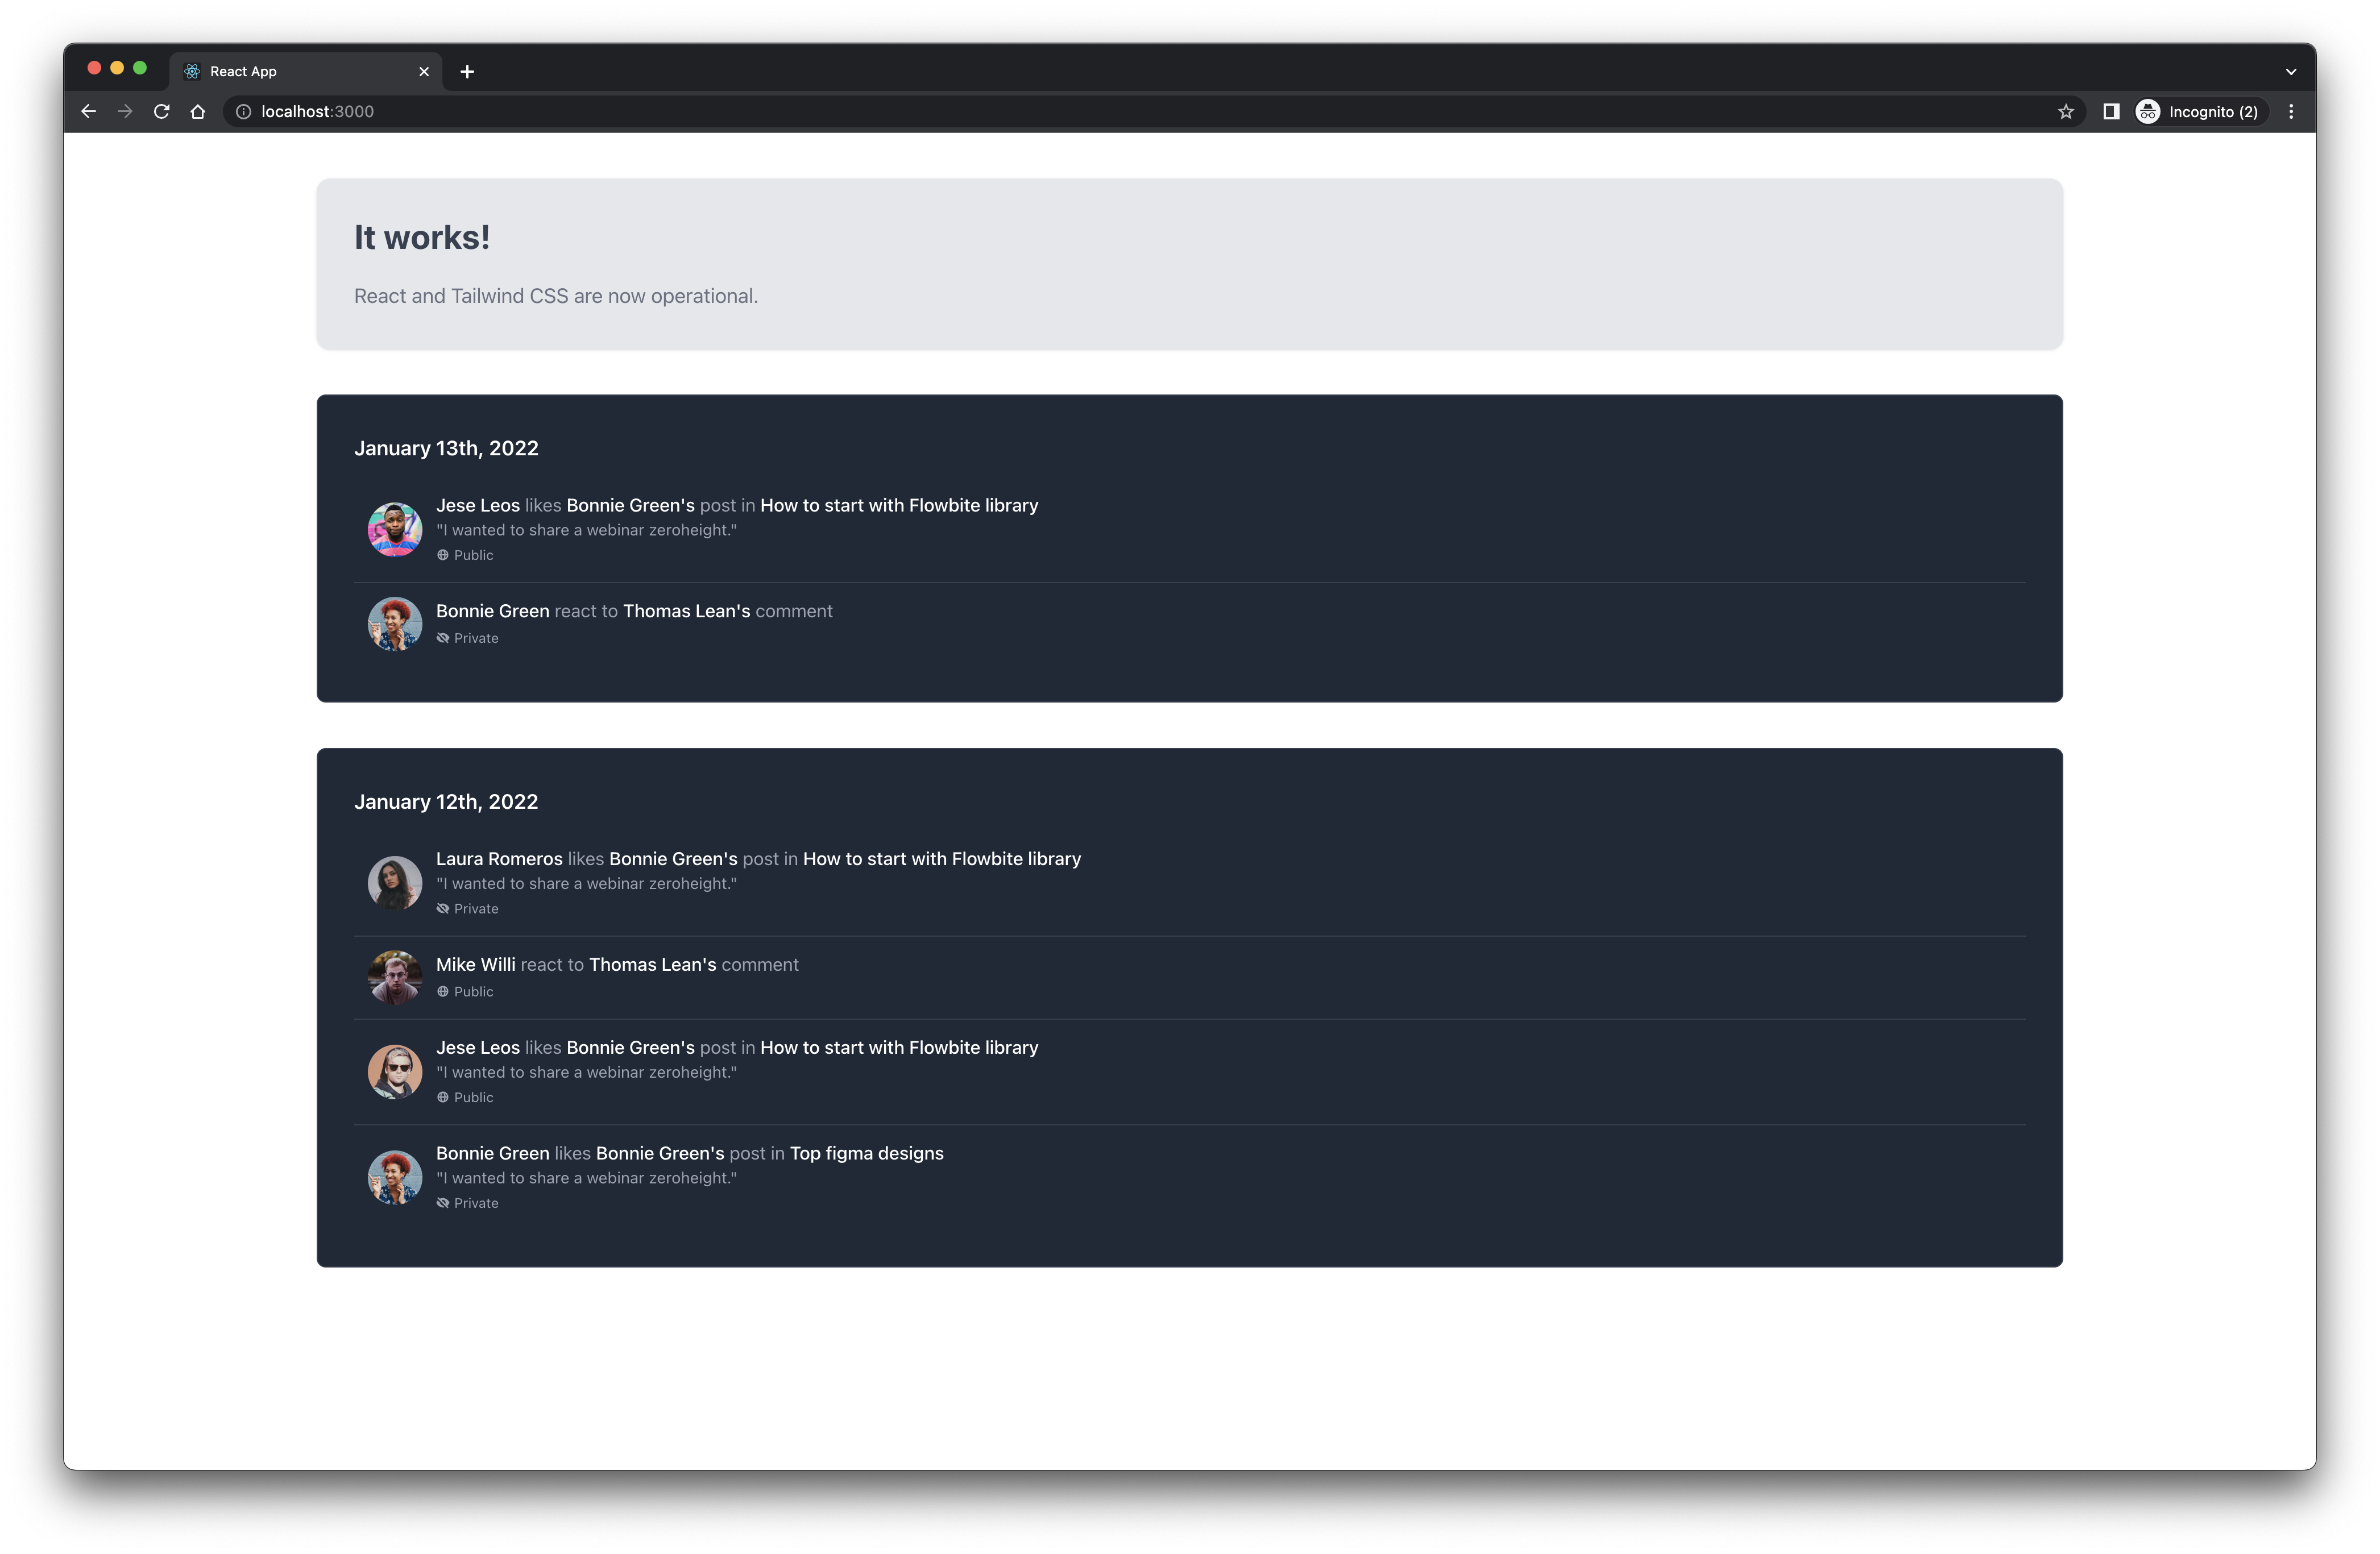 React App
localhost:3000
Incognito (2)
It works!
React and Tailwind CSS are now operational.
January 13th, 2022
Jese Leos likes Bonnie Green's post in How to start with Flowbite library
"I wanted to share a webinar zeroheight."
Public
Bonnie Green react to Thomas Lean's comment
Private
January 12th, 2022
Laura Romeros likes Bonnie Green's post in How to start with Flowbite library
"I wanted to share a webinar zeroheight."
Private
Mike Willi react to Thomas Lean's comment
Public
Jese Leos likes Bonnie Green's post in How to start with Flowbite library
"I wanted to share a webinar zeroheight."
Public
Bonnie Green likes Bonnie Green's post in Top figma designs
"I wanted to share a webinar zeroheight."
Private